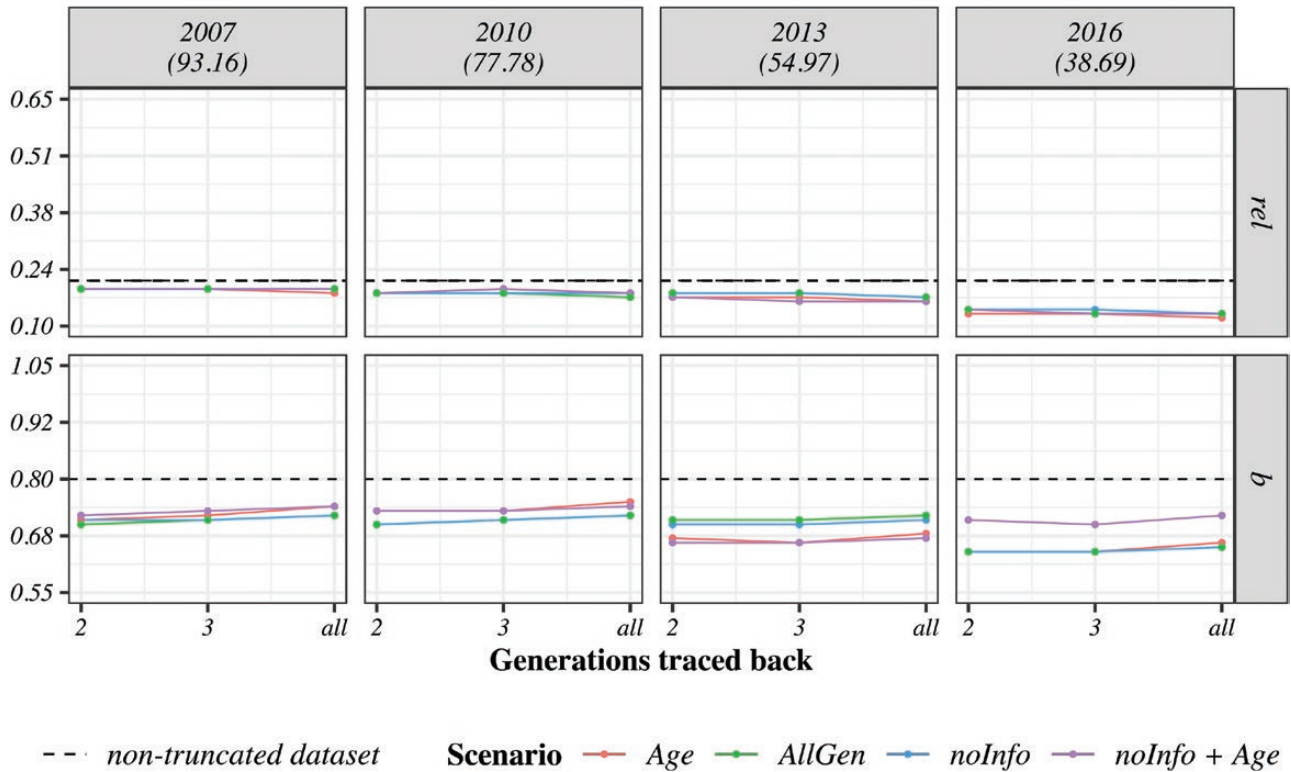 2007
(93.16)
2010
(77.78)
2013
(54.97)
2016
(38.69)
0.65
0.51
0.38
0.24
0.10
rel
1.05
0.92
0.80
0.68
0.55
b
2 3 all
2 3 all
2 3 all
2 3 all
Generations traced back
non-truncated dataset Scenario Age AllGen noInfo noInfo + Age